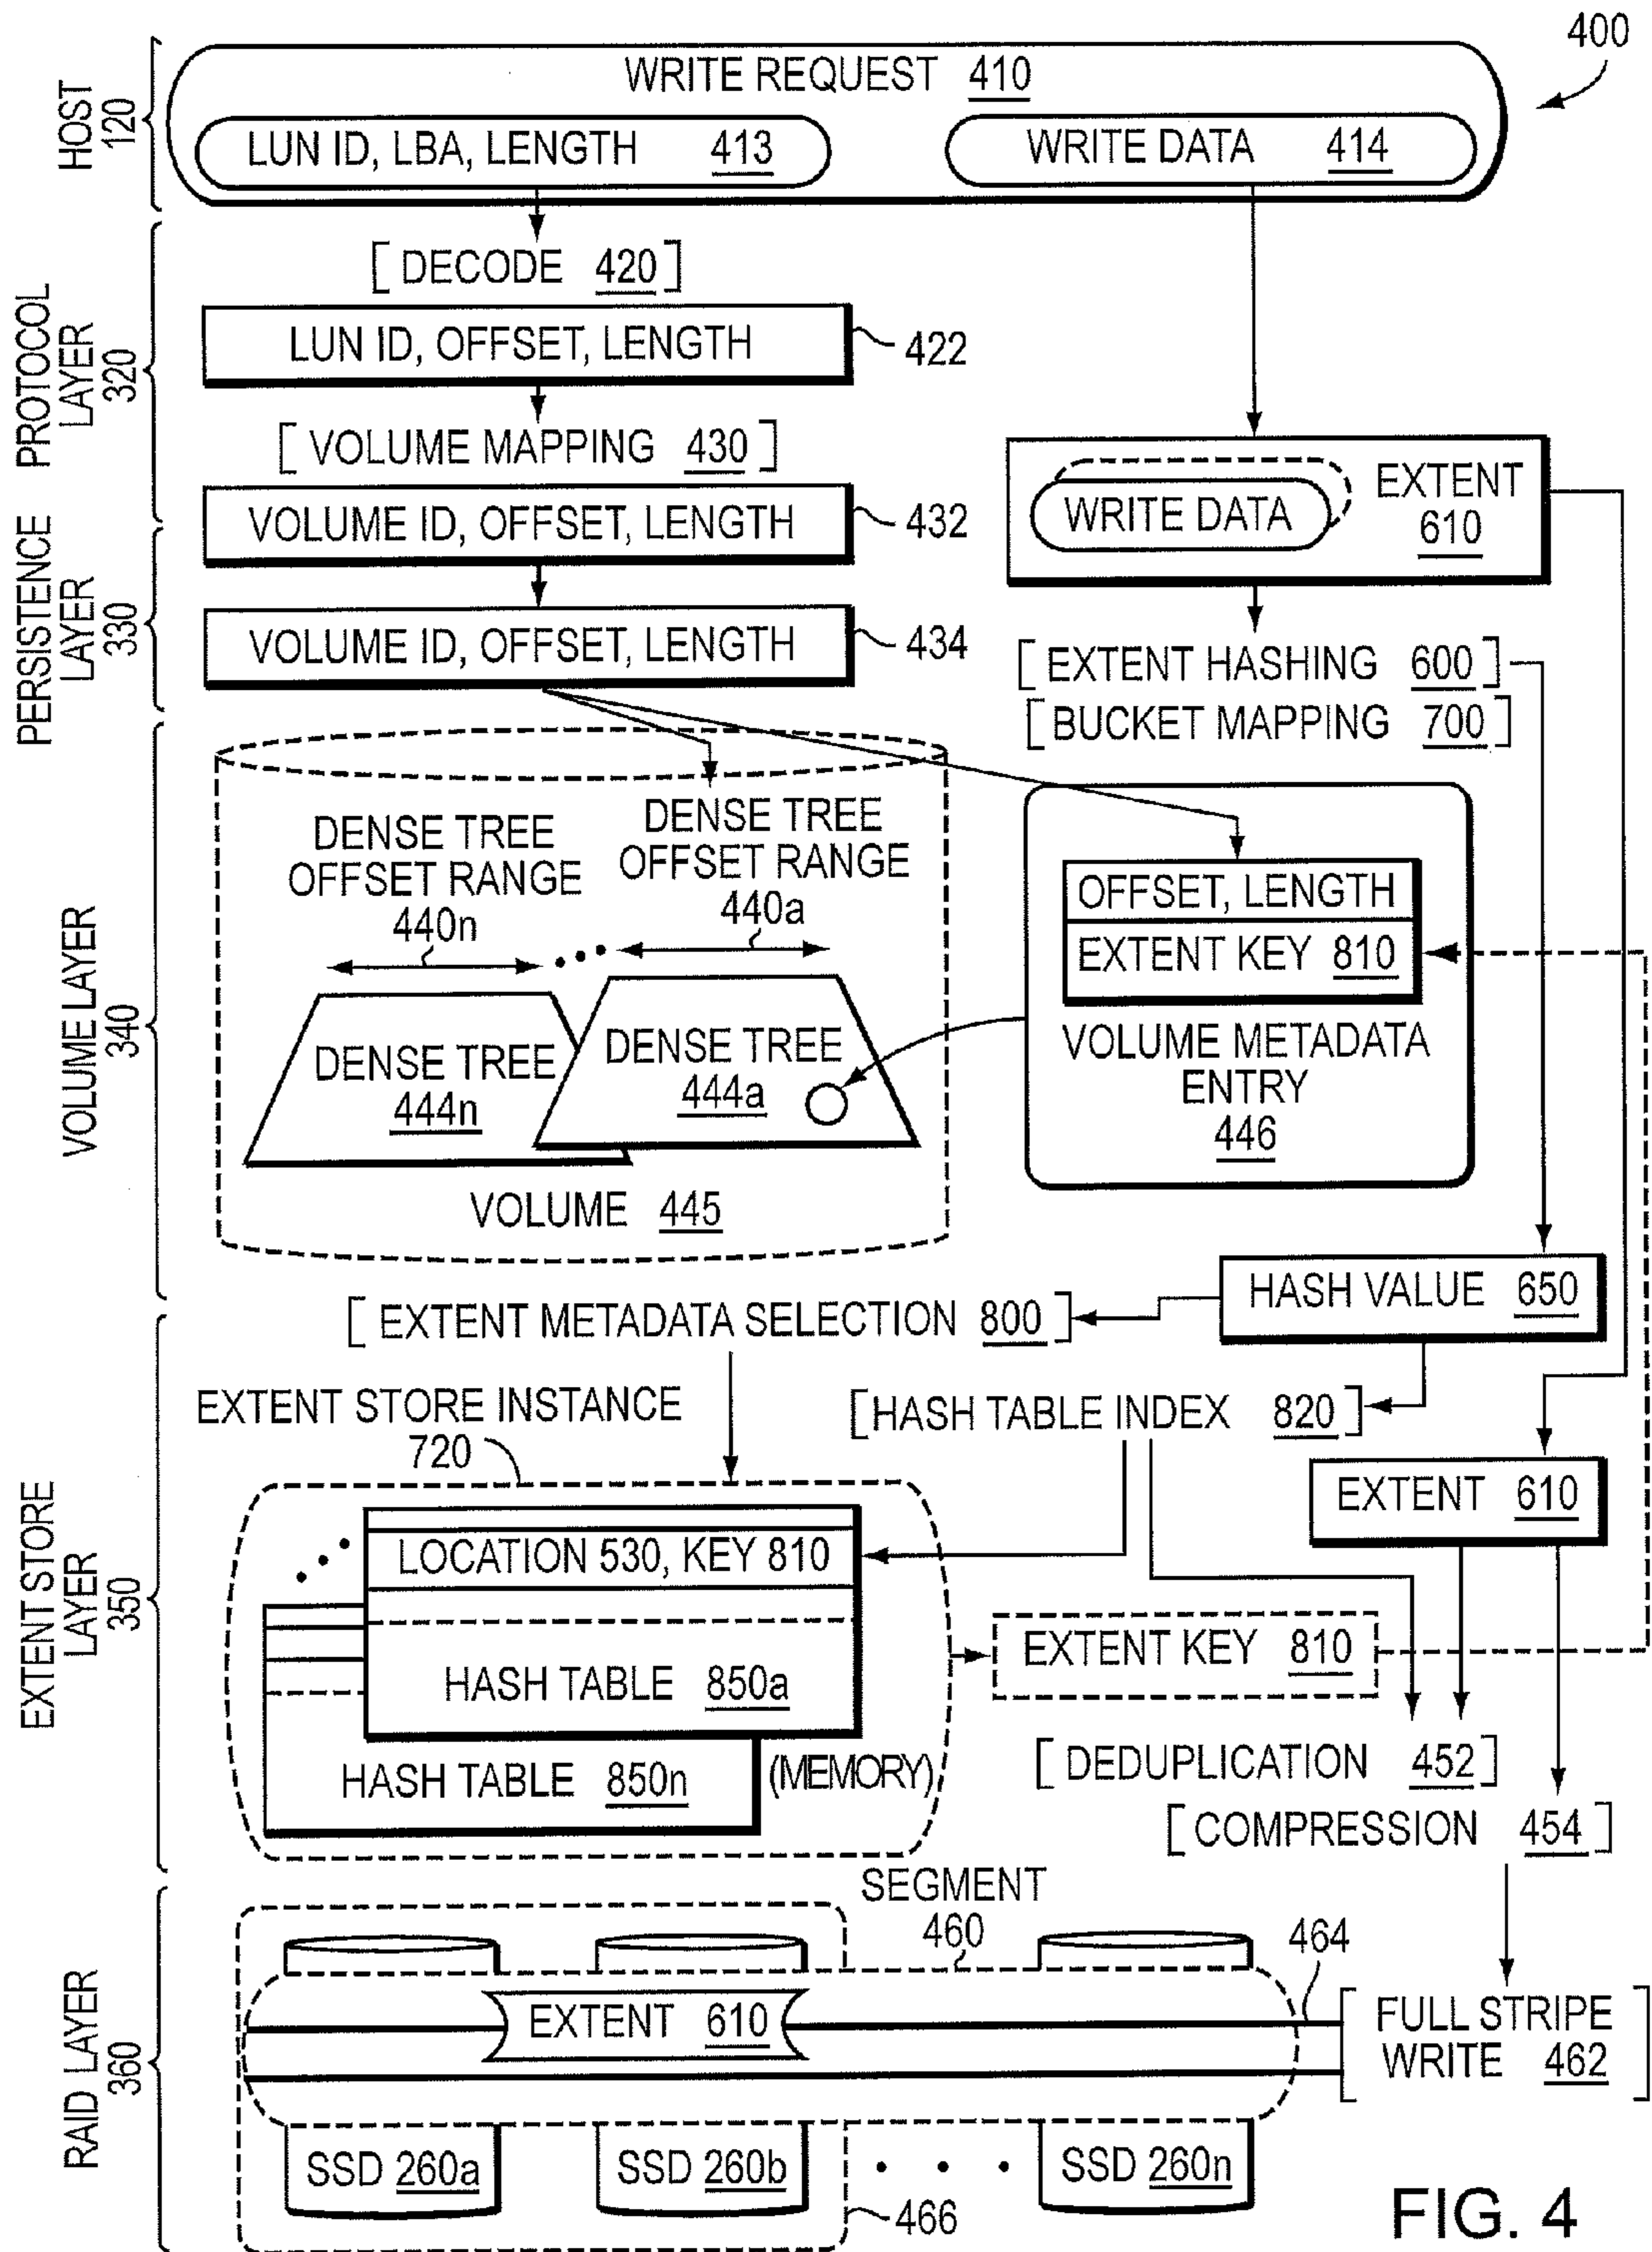 400
HOST
120
WRITE REQUEST 410
LUN ID, LBA, LENGTH 413
WRITE DATA 414
PROTOCOL
LAYER
320
[DECODE 420]
LUN ID, OFFSET, LENGTH
422
[VOLUME MAPPING 430]
VOLUME ID, OFFSET, LENGTH
432
WRITE DATA
EXTENT
610
PERSISTENCE
LAYER
330
VOLUME ID, OFFSET, LENGTH
434
[EXTENT HASHING 600]
[BUCKET MAPPING 700]
VOLUME LAYER
340
DENSE TREE
OFFSET RANGE
440n
DENSE TREE
OFFSET RANGE
440a
DENSE TREE
444n
DENSE TREE
444a
VOLUME 445
OFFSET, LENGTH
EXTENT KEY 810
VOLUME METADATA
ENTRY
446
HASH VALUE 650
EXTENT STORE
LAYER
350
[EXTENT METADATA SELECTION 800]
EXTENT STORE INSTANCE
720
[HASH TABLE INDEX 820]
EXTENT 610
LOCATION 530, KEY 810
HASH TABLE 850a
HASH TABLE 850n
(MEMORY)
EXTENT KEY 810
[DEDUPLICATION 452]
[COMPRESSION 454]
RAID LAYER
360
SEGMENT
460
464
EXTENT 610
[FULL STRIPE
WRITE 462]
SSD 260a
SSD 260b
SSD 260n
466
FIG. 4